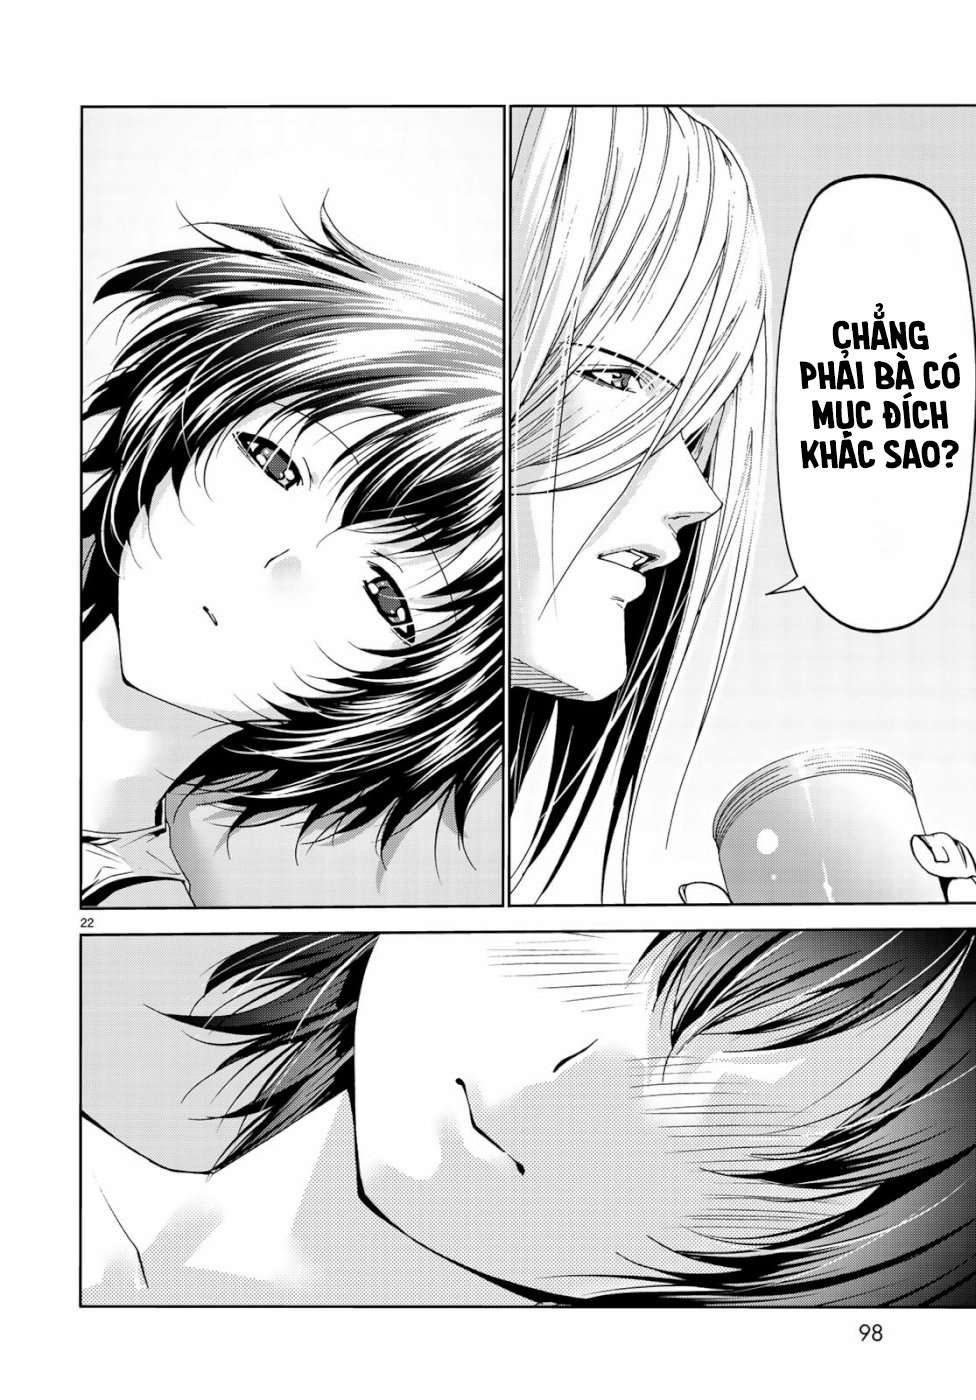 CHẲNG
PHẢI BÀ CÓ
MỤC ĐÍCH
KHÁC SAO?
22
98